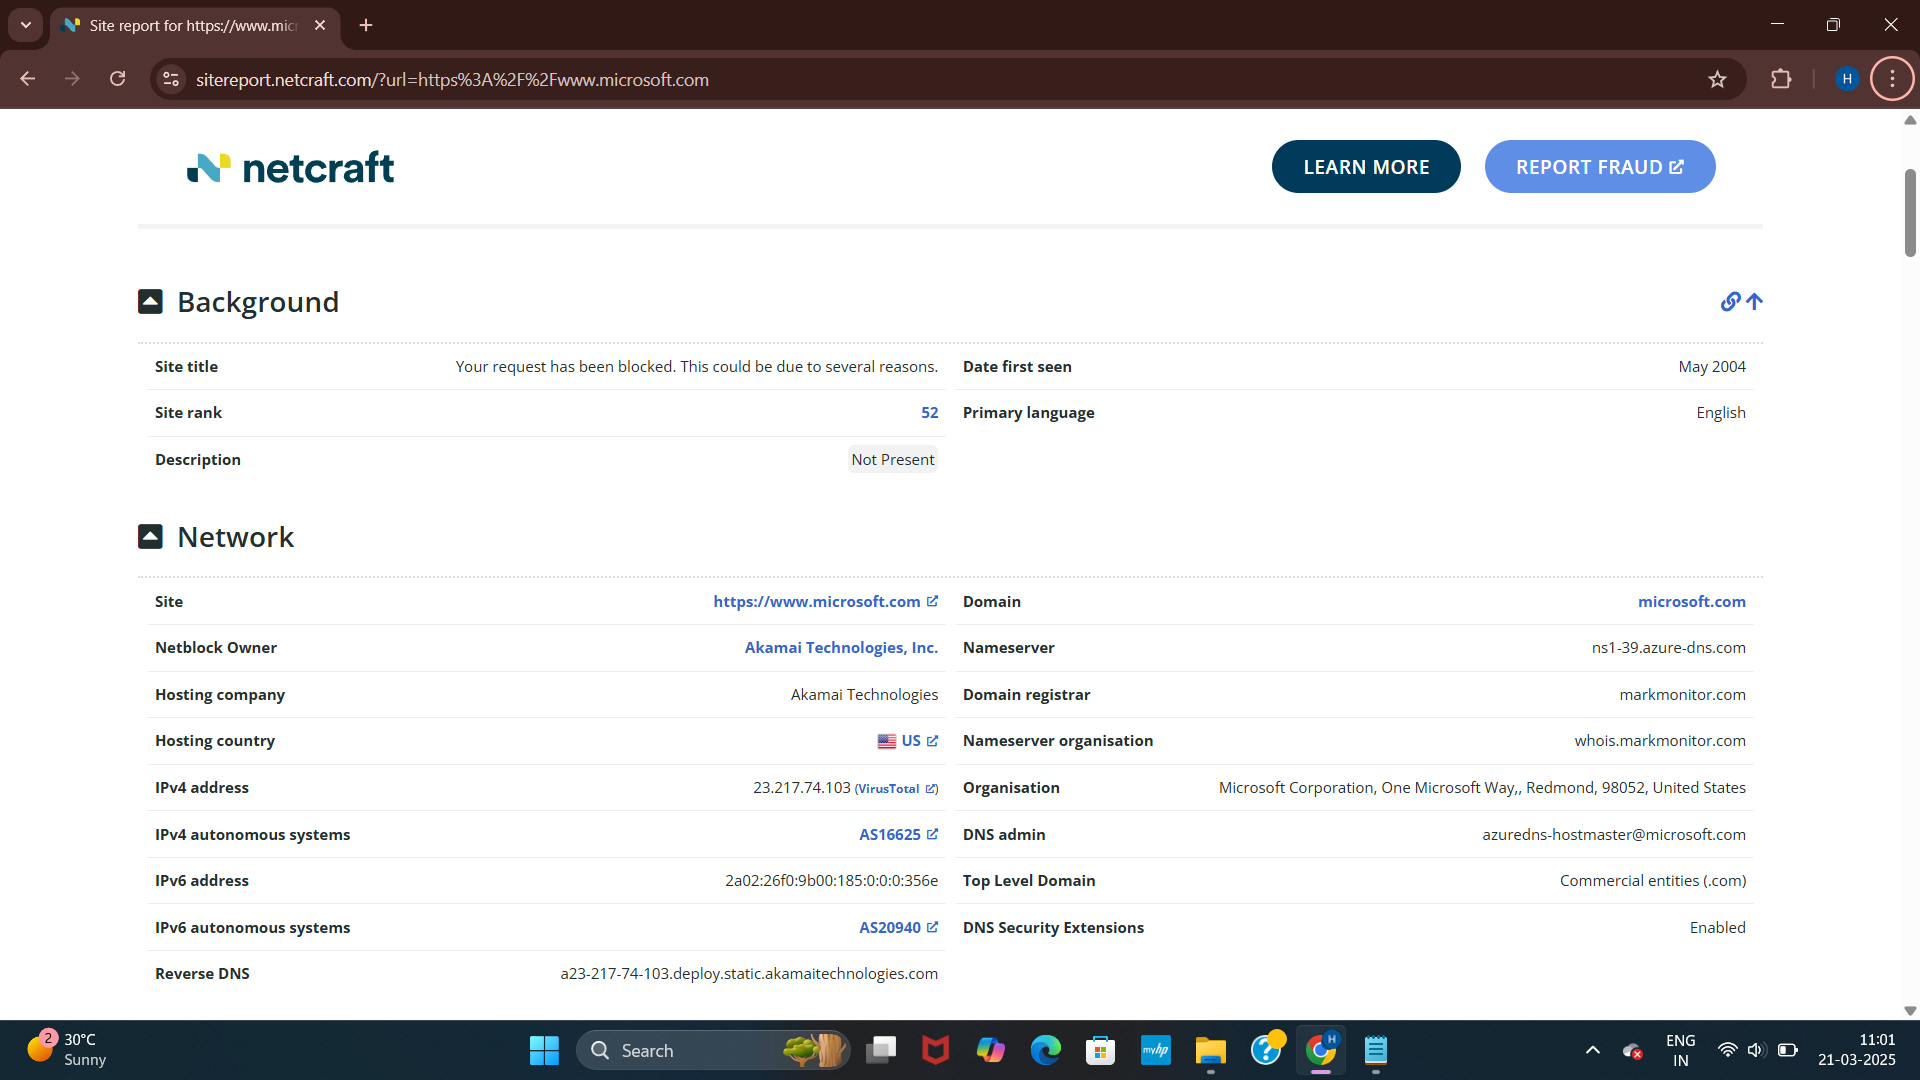 Site report for https://www.mic
sitereport.netcraft.com/?url=https%3A%2F%2Fwww.microsoft.com
H
netcraft
LEARN MORE
REPORT FRAUD
Background
Site title Your request has been blocked. This could be due to several reasons. Date first seen May 2004
Site rank 52 Primary language English
Description Not Present
Network
Site https://www.microsoft.com Domain microsoft.com
Netblock Owner Akamai Technologies, Inc. Nameserver ns1-39.azure-dns.com
Hosting company Akamai Technologies Domain registrar markmonitor.com
Hosting country US Nameserver organisation whois.markmonitor.com
IPv4 address 23.217.74.103 (VirusTotal) Organisation Microsoft Corporation, One Microsoft Way,, Redmond, 98052, United States
IPv4 autonomous systems AS16625 DNS admin azuredns-hostmaster@microsoft.com
IPv6 address 2a02:26f0:9b00:185:0:0:0:356e Top Level Domain Commercial entities (.com)
IPv6 autonomous systems AS20940 DNS Security Extensions Enabled
Reverse DNS a23-217-74-103.deploy.static.akamaitechnologies.com
2 30°C
Sunny
Search
myhp
H
ENG
IN
11:01
21-03-2025